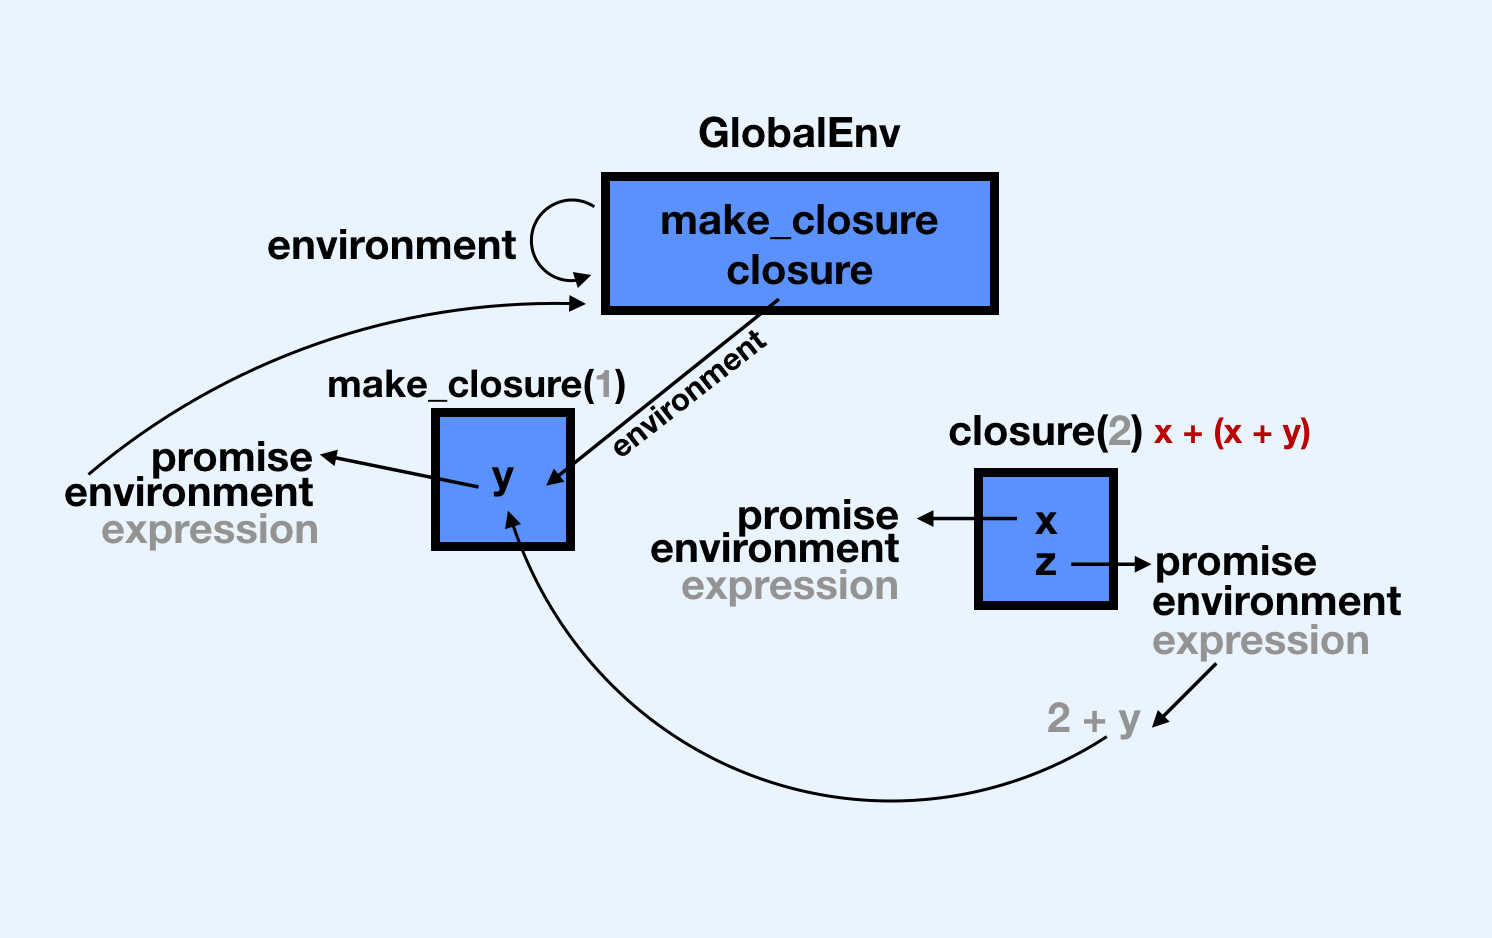 GlobalEnv
make_closure
closure
environment
environment
make_closure(1)
y
promise
environment
expression
closure(2) x + (x + y)
x
z
promise
environment
expression
promise
environment
expression
2 + y